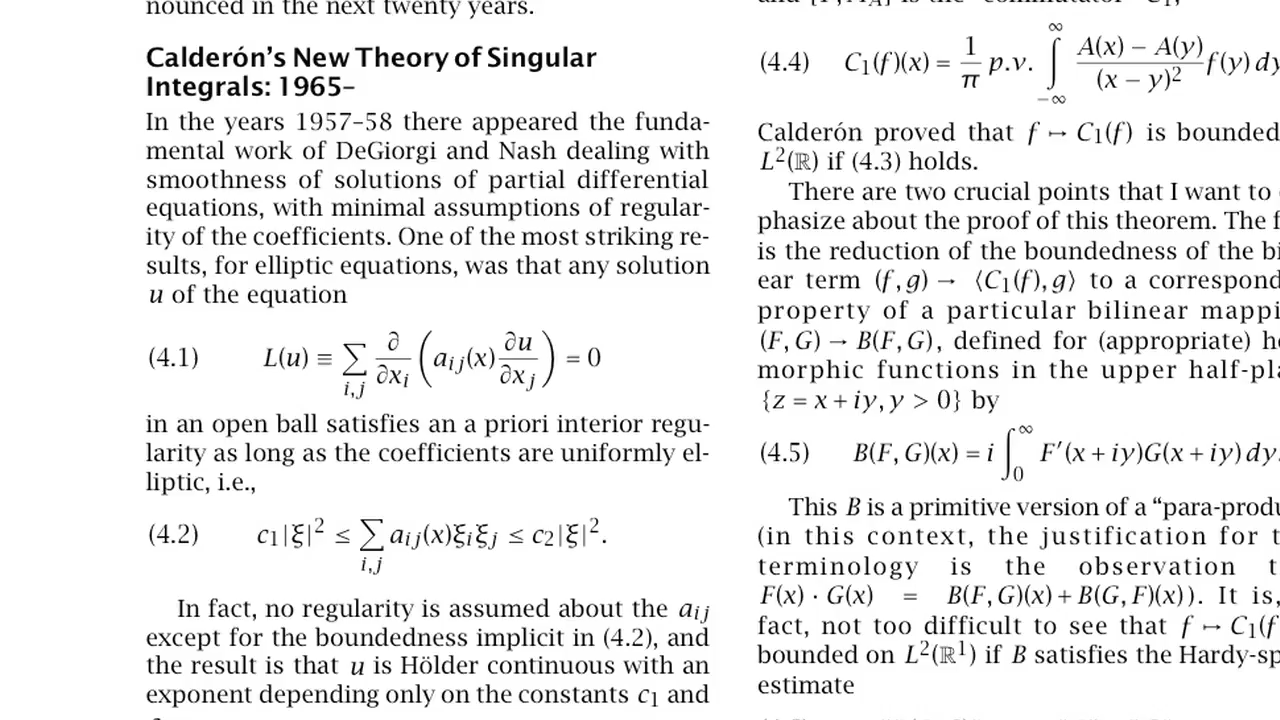 nounced in the next twenty years.
Calderón's New Theory of Singular
Integrals: 1965–
In the years 1957–58 there appeared the funda-
mental work of DeGiorgi and Nash dealing with
smoothness of solutions of partial differential
equations, with minimal assumptions of regular-
ity of the coefficients. One of the most striking re-
sults, for elliptic equations, was that any solution
u of the equation
(4.1) L(u) ≡ ∑_{i,j} ∂/∂x_i ( a_{ij}(x) ∂u/∂x_j ) = 0
in an open ball satisfies an a priori interior regu-
larity as long as the coefficients are uniformly el-
liptic, i.e.,
(4.2) c_1|ξ|² ≤ ∑_{i,j} a_{ij}(x)ξ_iξ_j ≤ c_2|ξ|².
In fact, no regularity is assumed about the a_{ij}
except for the boundedness implicit in (4.2), and
the result is that u is Hölder continuous with an
exponent depending only on the constants c_1 and
(4.4) C_1(f)(x) = 1/π p.v. ∫_{-∞}^{∞} (A(x) − A(y))/(x − y)² f(y) dy
Calderón proved that f ↔ C_1(f) is bounded
L²(ℝ) if (4.3) holds.
There are two crucial points that I want to
phasize about the proof of this theorem. The f
is the reduction of the boundedness of the bi
ear term (f, g) → ⟨C_1(f), g⟩ to a correspond
property of a particular bilinear mappi
(F, G) → B(F, G), defined for (appropriate) ho
morphic functions in the upper half-pla
{z = x + iy, y > 0} by
(4.5) B(F, G)(x) = i ∫_0^∞ F′(x + iy)G(x + iy) dy.
This B is a primitive version of a “para-produ
(in this context, the justification for t
terminology is the observation t
F(x) · G(x) = B(F, G)(x) + B(G, F)(x)). It is,
fact, not too difficult to see that f ↔ C_1(f
bounded on L²(ℝ¹) if B satisfies the Hardy-sp
estimate